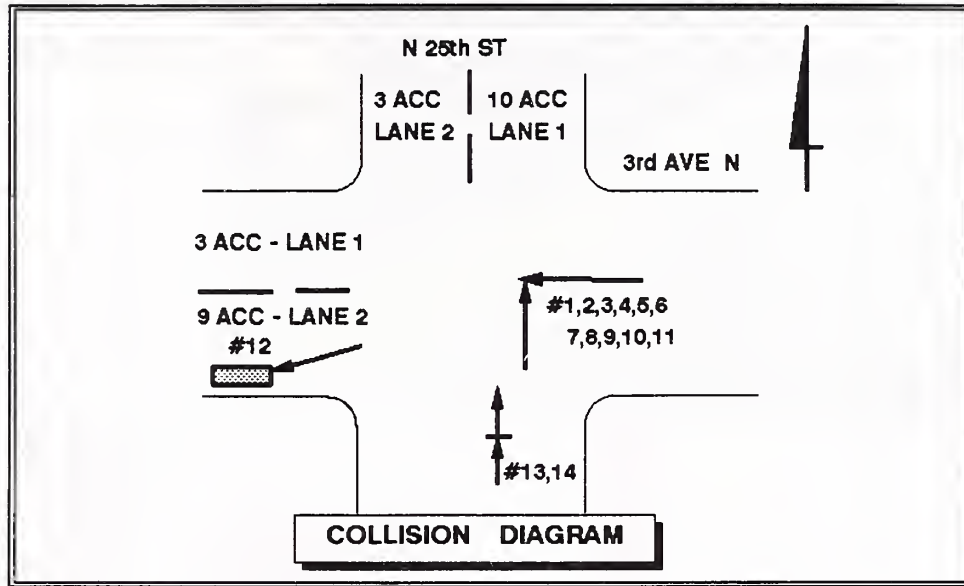 N 25th ST
3 ACC 10 ACC
LANE 2 LANE 1
3rd AVE N
3 ACC - LANE 1
9 ACC - LANE 2
#12
#1,2,3,4,5,6
7,8,9,10,11
#13,14
COLLISION DIAGRAM